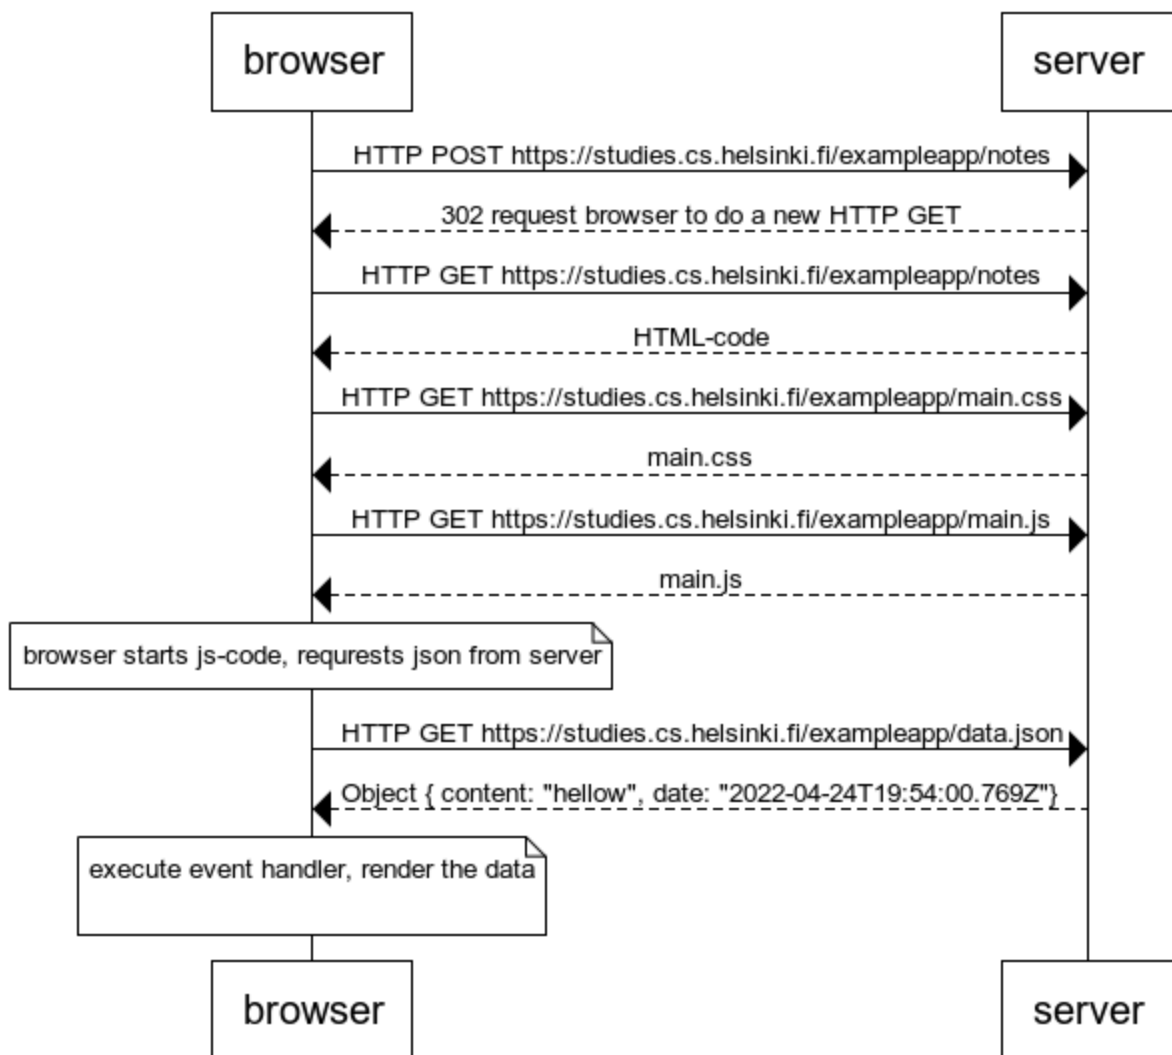 browser
server
HTTP POST https://studies.cs.helsinki.fi/exampleapp/notes
302 request browser to do a new HTTP GET
HTTP GET https://studies.cs.helsinki.fi/exampleapp/notes
HTML-code
HTTP GET https://studies.cs.helsinki.fi/exampleapp/main.css
main.css
HTTP GET https://studies.cs.helsinki.fi/exampleapp/main.js
main.js
browser starts js-code, requrests json from server
HTTP GET https://studies.cs.helsinki.fi/exampleapp/data.json
Object { content: "hellow", date: "2022-04-24T19:54:00.769Z"}
execute event handler, render the data
browser
server